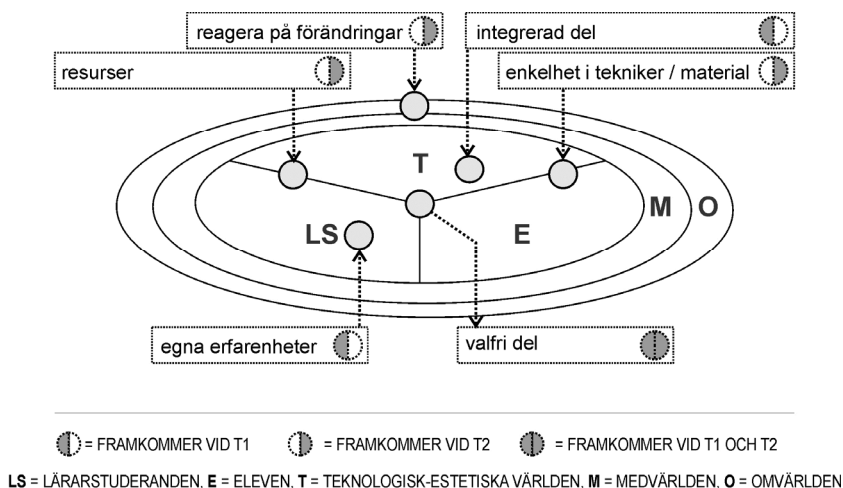 reagera på förändringar
integrerad del
resurser
enkelhet i tekniker / material
T
M
O
LS
E
egna erfarenheter
valfri del
= FRAMKOMMER VID T1
= FRAMKOMMER VID T2
= FRAMKOMMER VID T1 OCH T2
LS = LÄRARSTUDERANDEN, E = ELEVEN, T = TEKNOLOGISK-ESTETISKA VÄRLDEN, M = MEDVÄRLDEN, O = OMVÄRLDEN